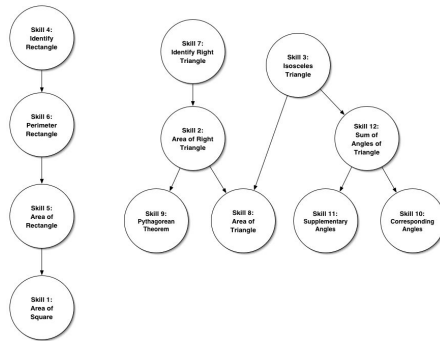 Skill 4:
Identify
Rectangle
Skill 6:
Perimeter
Rectangle
Skill 5:
Area of
Rectangle
Skill 1:
Area of
Square
Skill 7:
Identify Right
Triangle
Skill 2:
Area of Right
Triangle
Skill 9:
Pythagorean
Theorem
Skill 8:
Area of
Triangle
Skill 3:
Isosceles
Triangle
Skill 12:
Sum of
Angles of
Triangle
Skill 11:
Supplementary
Angles
Skill 10:
Corresponding
Angles